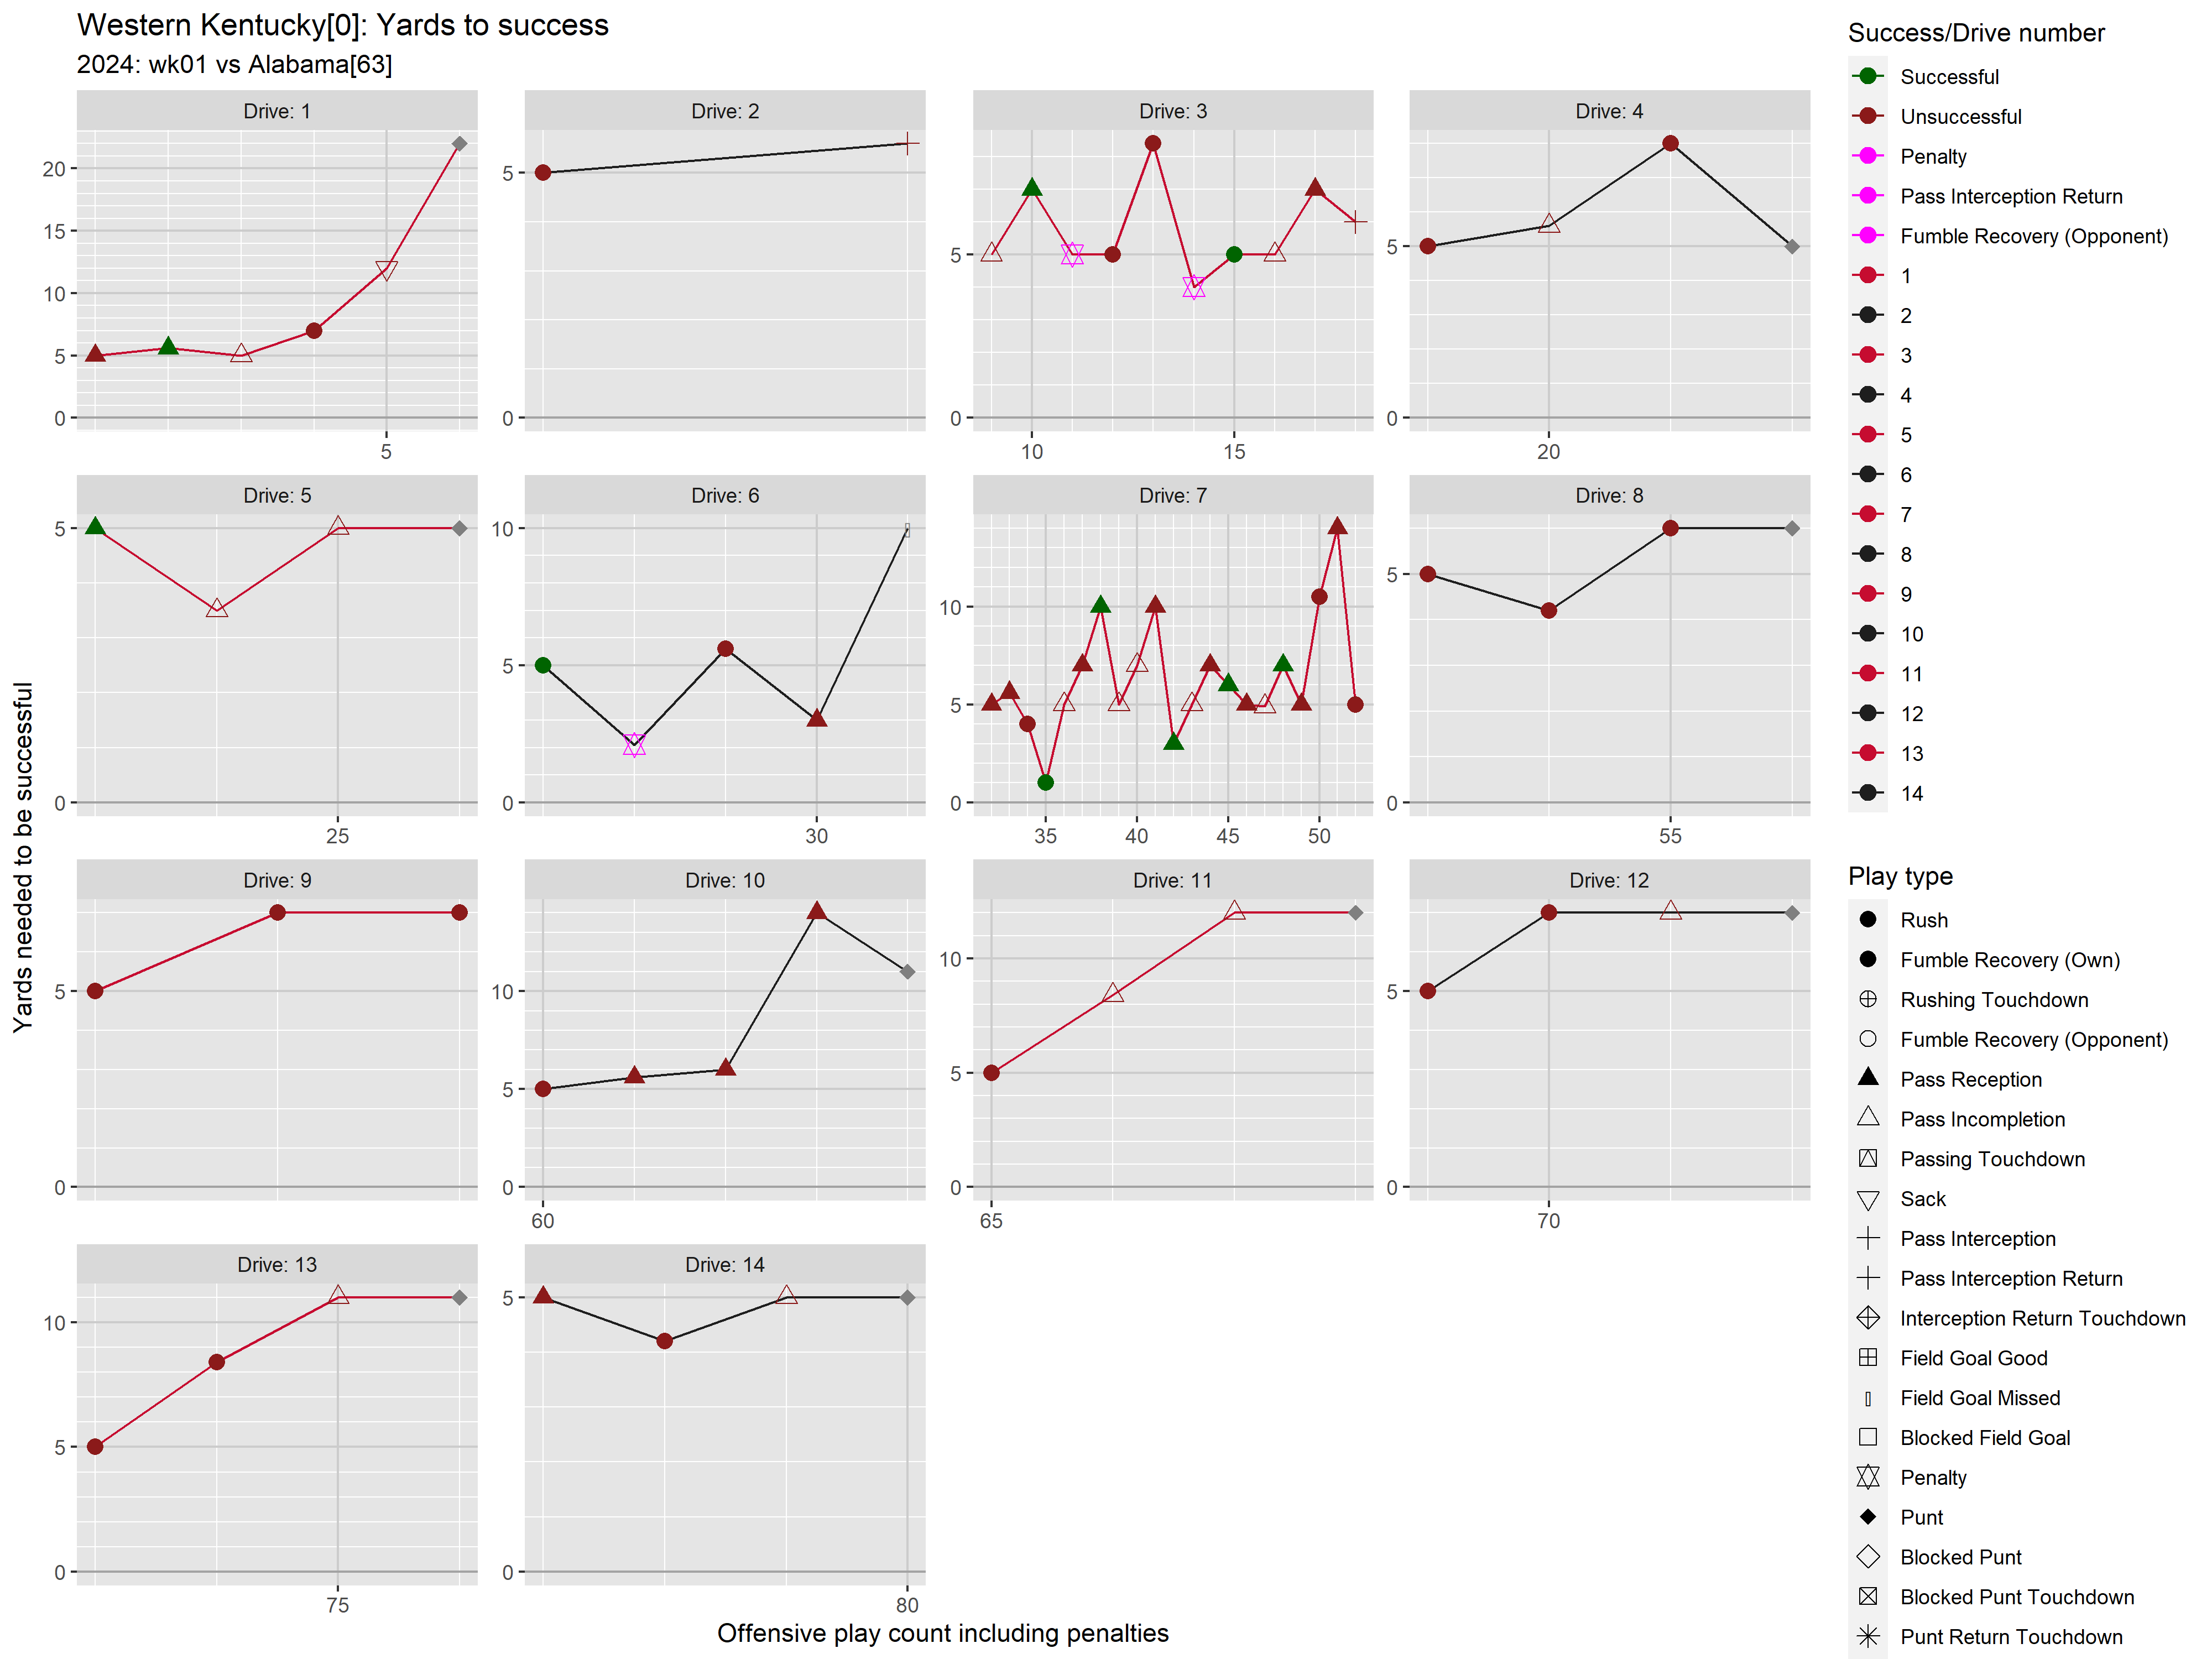 Western Kentucky[0]: Yards to success
2024: wk01 vs Alabama[63]
Drive: 1
Drive: 2
Drive: 3
Drive: 4
0
5
10
15
20
5
0
5
0
5
10
15
0
5
20
Drive: 5
Drive: 6
Drive: 7
Drive: 8
0
5
25
0
5
10
30
0
5
10
35
40
45
50
0
5
55
Drive: 9
Drive: 10
Drive: 11
Drive: 12
0
5
0
5
10
60
0
5
10
65
0
5
70
Drive: 13
Drive: 14
0
5
10
75
0
5
80
Yards needed to be successful
Offensive play count including penalties
Success/Drive number
Successful
Unsuccessful
Penalty
Pass Interception Return
Fumble Recovery (Opponent)
1
2
3
4
5
6
7
8
9
10
11
12
13
14
Play type
Rush
Fumble Recovery (Own)
Rushing Touchdown
Fumble Recovery (Opponent)
Pass Reception
Pass Incompletion
Passing Touchdown
Sack
Pass Interception
Pass Interception Return
Interception Return Touchdown
Field Goal Good
Field Goal Missed
Blocked Field Goal
Penalty
Punt
Blocked Punt
Blocked Punt Touchdown
Punt Return Touchdown